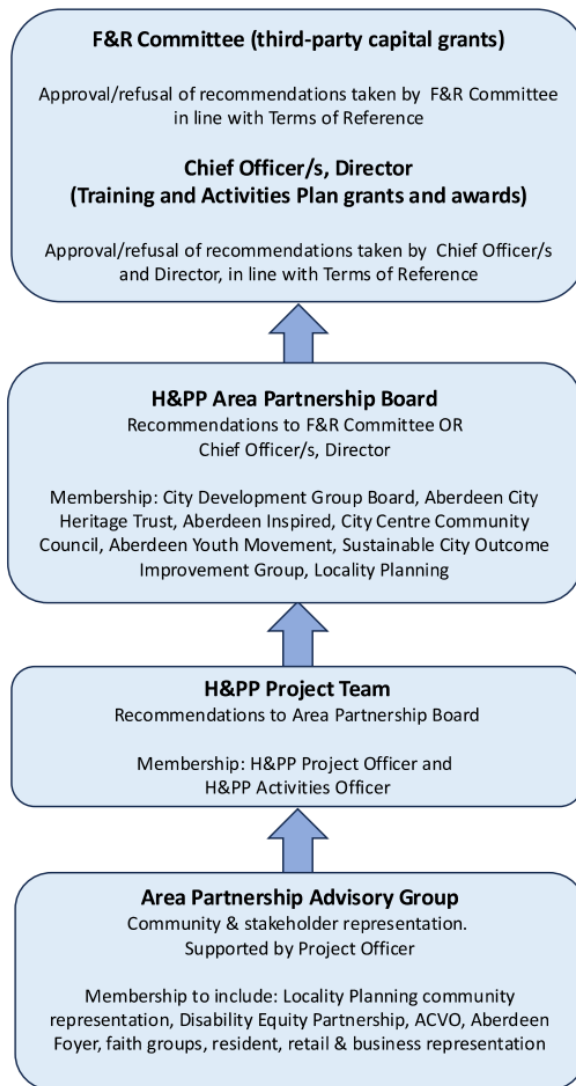 F&R Committee (third-party capital grants)
Approval/refusal of recommendations taken by F&R Committee
in line with Terms of Reference
Chief Officer/s, Director
(Training and Activities Plan grants and awards)
Approval/refusal of recommendations taken by Chief Officer/s
and Director, in line with Terms of Reference
H&PP Area Partnership Board
Recommendations to F&R Committee OR
Chief Officer/s, Director
Membership: City Development Group Board, Aberdeen City
Heritage Trust, Aberdeen Inspired, City Centre Community
Council, Aberdeen Youth Movement, Sustainable City Outcome
Improvement Group, Locality Planning
H&PP Project Team
Recommendations to Area Partnership Board
Membership: H&PP Project Officer and
H&PP Activities Officer
Area Partnership Advisory Group
Community & stakeholder representation.
Supported by Project Officer
Membership to include: Locality Planning community
representation, Disability Equity Partnership, ACVO, Aberdeen
Foyer, faith groups, resident, retail & business representation